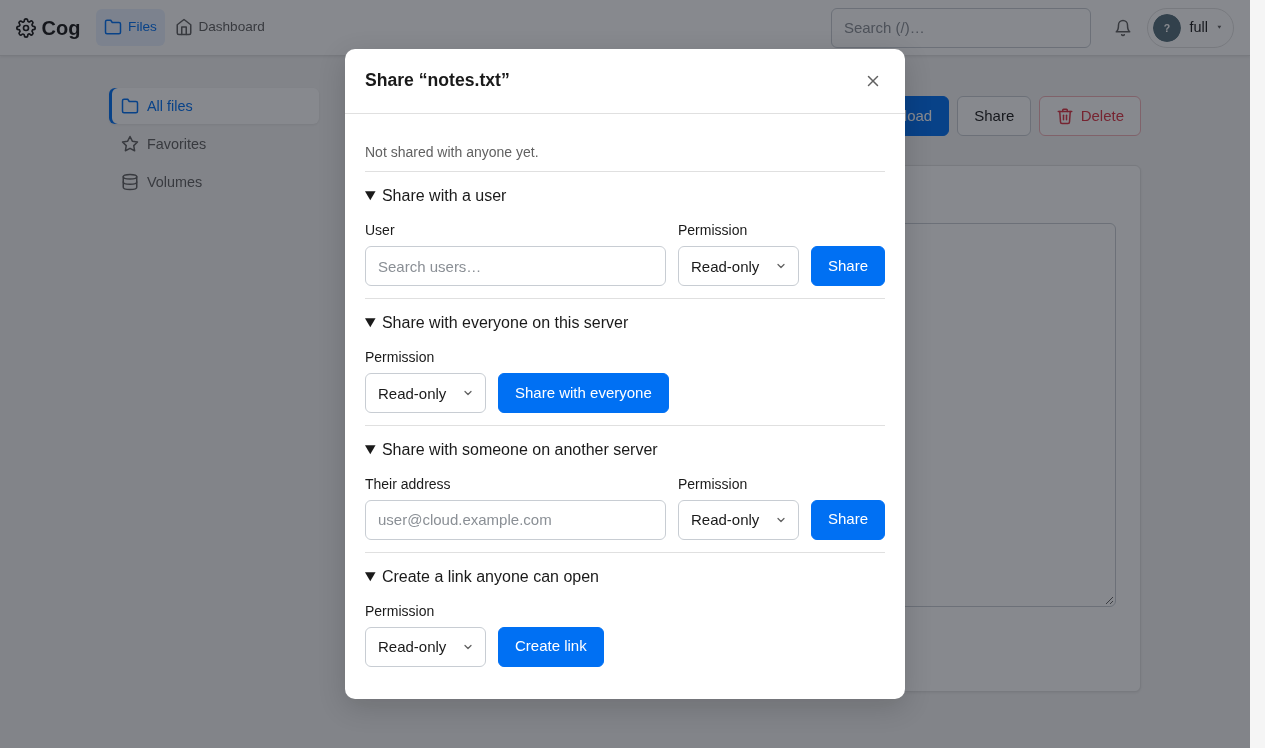 Cog
Files
Dashboard
Search (/)…
?
full
All files
Favorites
Volumes
Share
Delete
Share “notes.txt”
Not shared with anyone yet.
Share with a user
User
Permission
Search users…
Read-only
Share
Share with everyone on this server
Permission
Read-only
Share with everyone
Share with someone on another server
Their address
Permission
user@cloud.example.com
Read-only
Share
Create a link anyone can open
Permission
Read-only
Create link